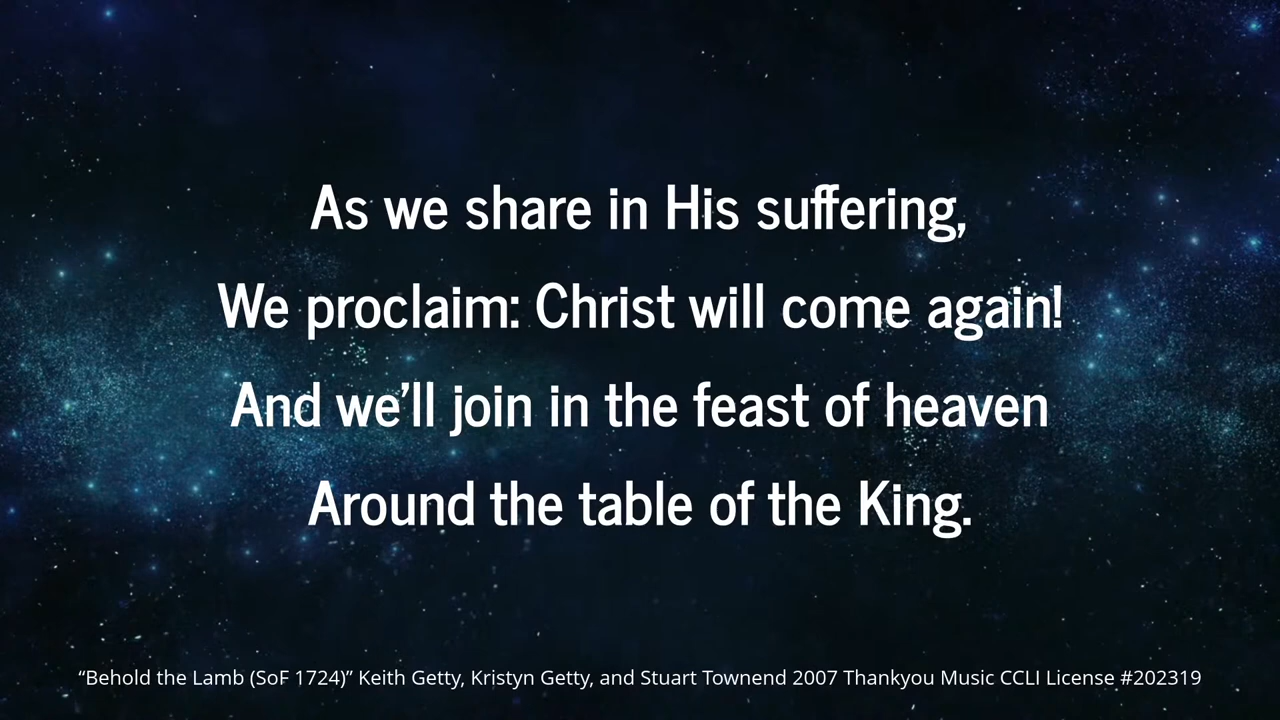 As we share in His suffering,
We proclaim: Christ will come again!
And we’ll join in the feast of heaven
Around the table of the King.
“Behold the Lamb (SoF 1724)” Keith Getty, Kristyn Getty, and Stuart Townend 2007 Thankyou Music CCLI License #202319